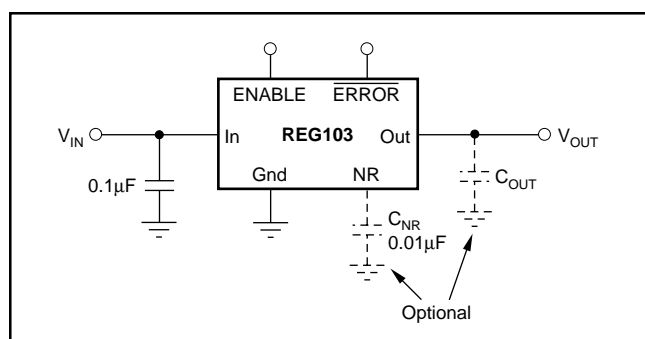 ENABLE
ERROR
V_IN
In
REG103
Out
V_OUT
0.1µF
Gnd
NR
C_OUT
C_NR
0.01µF
Optional